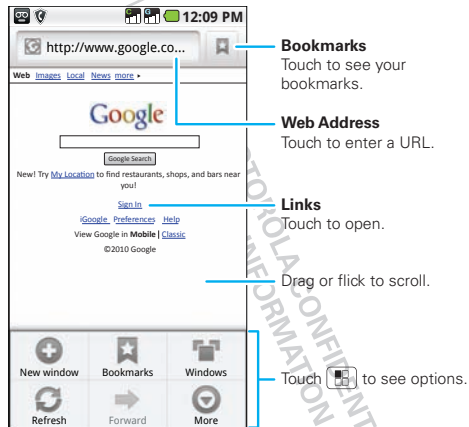 12:09 PM
http://www.google.co...
Web Images Local News more
Google
Google Search
New! Try My Location to find restaurants, shops, and bars near
you!
Sign In
iGoogle Preferences Help
View Google in Mobile | Classic
©2010 Google
New window Bookmarks Windows
Refresh Forward More
Bookmarks
Touch to see your
bookmarks.
Web Address
Touch to enter a URL.
Links
Touch to open.
Drag or flick to scroll.
Touch to see options.
OROLA CONFIDENT
INFORMATION